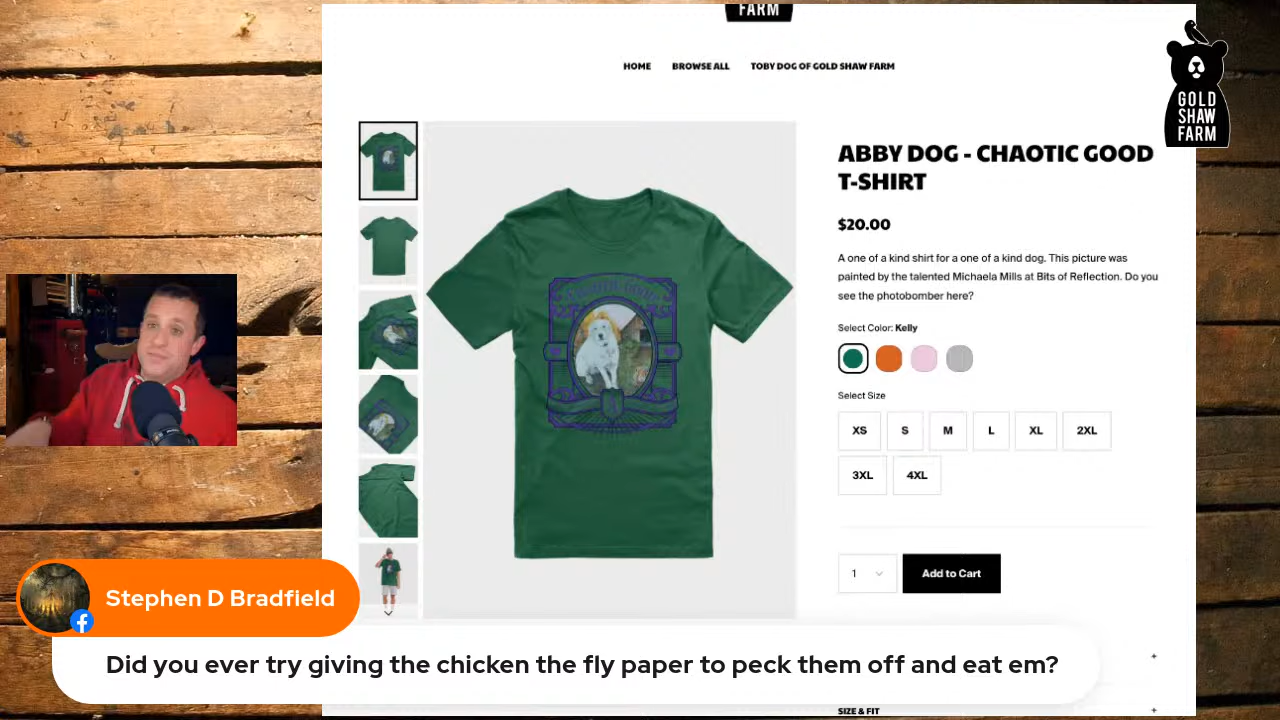 FARM
HOME BROWSE ALL TOBY DOG OF GOLD SHAW FARM
GOLD
SHAW
FARM
ABBY DOG - CHAOTIC GOOD
T-SHIRT
$20.00
A one of a kind shirt for a one of a kind dog. This picture was
painted by the talented Michaela Mills at Bits of Reflection. Do you
see the photobomber here?
Select Color: Kelly
Select Size
XS S M L XL 2XL
3XL 4XL
1 Add to Cart
SIZE & FIT
Stephen D Bradfield
Did you ever try giving the chicken the fly paper to peck them off and eat em?